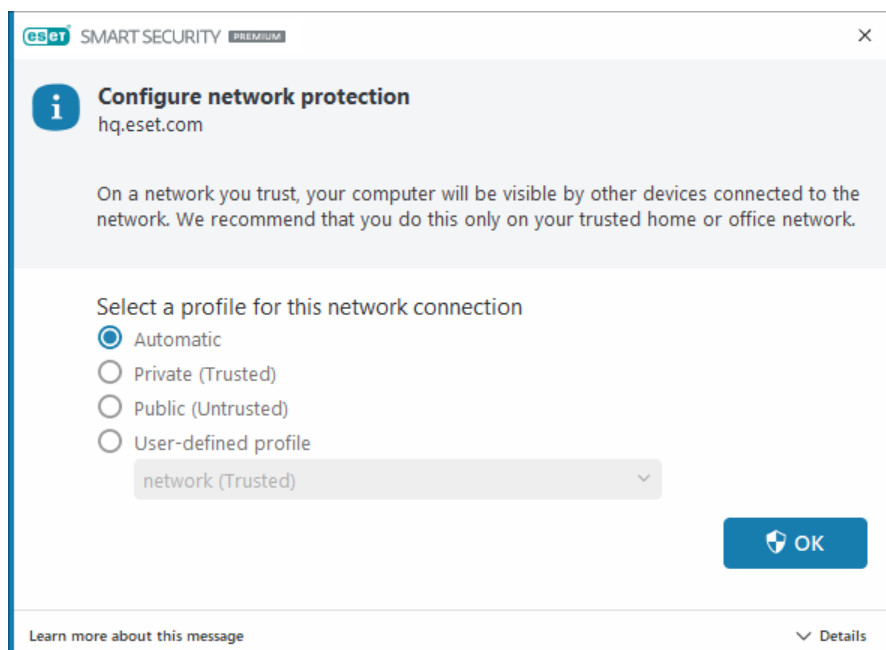 eset SMART SECURITY PREMIUM
Configure network protection
hq.eset.com
On a network you trust, your computer will be visible by other devices connected to the
network. We recommend that you do this only on your trusted home or office network.
Select a profile for this network connection
Automatic
Private (Trusted)
Public (Untrusted)
User-defined profile
network (Trusted)
OK
Learn more about this message
Details